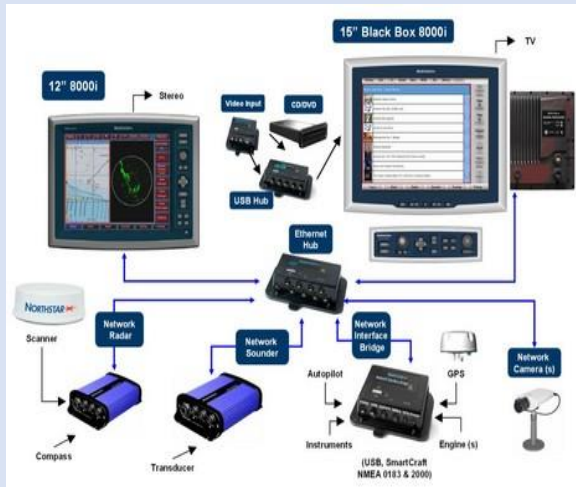 15" Black Box 8000i
TV
12" 8000i
Stereo
Video Input
CD/DVD
USB Hub
Ethernet
Hub
NORTHSTAR
Scanner
Network
Radar
Network
Sounder
Network
Interface
Bridge
Network
Camera (s)
Autopilot
GPS
Instruments
Engine (s)
Compass
Transducer
(USB, SmartCraft
NMEA 0183 & 2000)